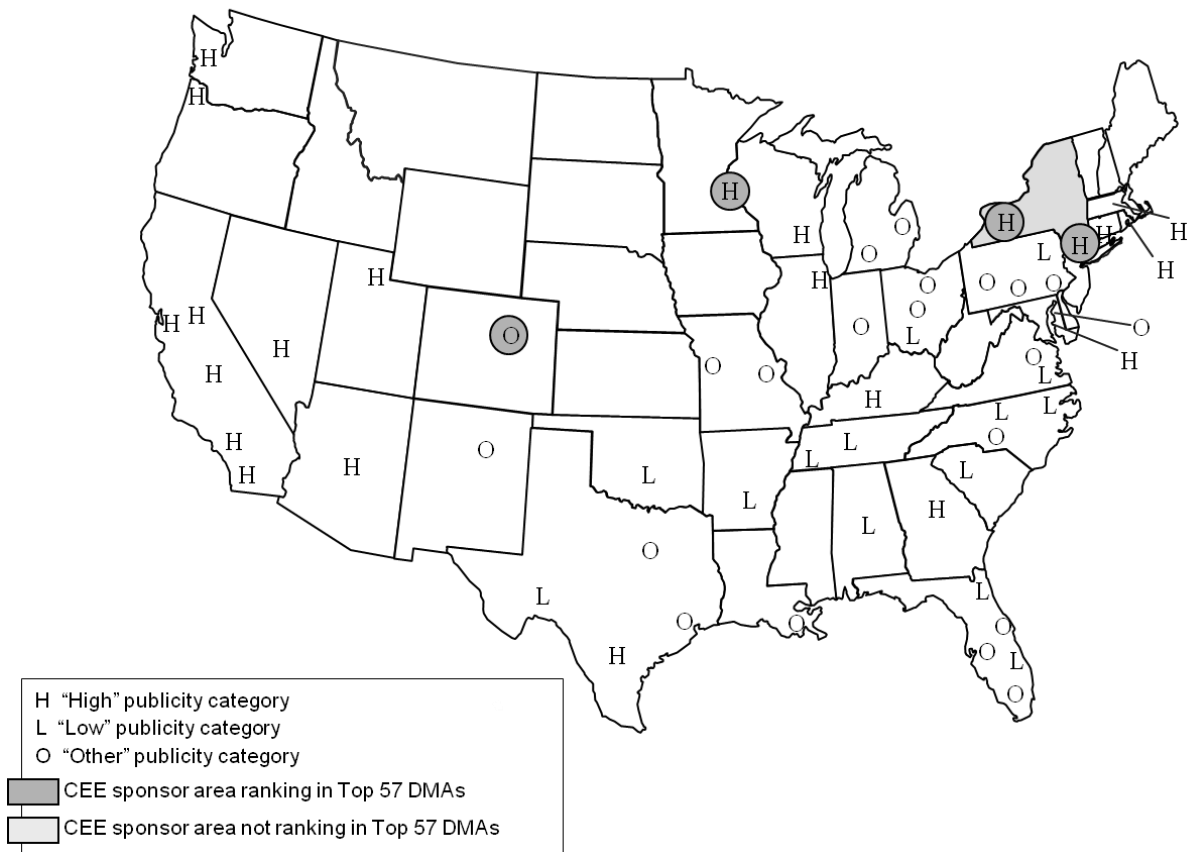 H
H
H
O H
H H H
O L H
H
H H O O O O
H H O
O O
O L
H O H
O H O L
H L L
H O L O
L
H L
H L
L H
L
O
L L
O O O
H O L
O
H "High" publicity category
L "Low" publicity category
O "Other" publicity category
CEE sponsor area ranking in Top 57 DMAs
CEE sponsor area not ranking in Top 57 DMAs